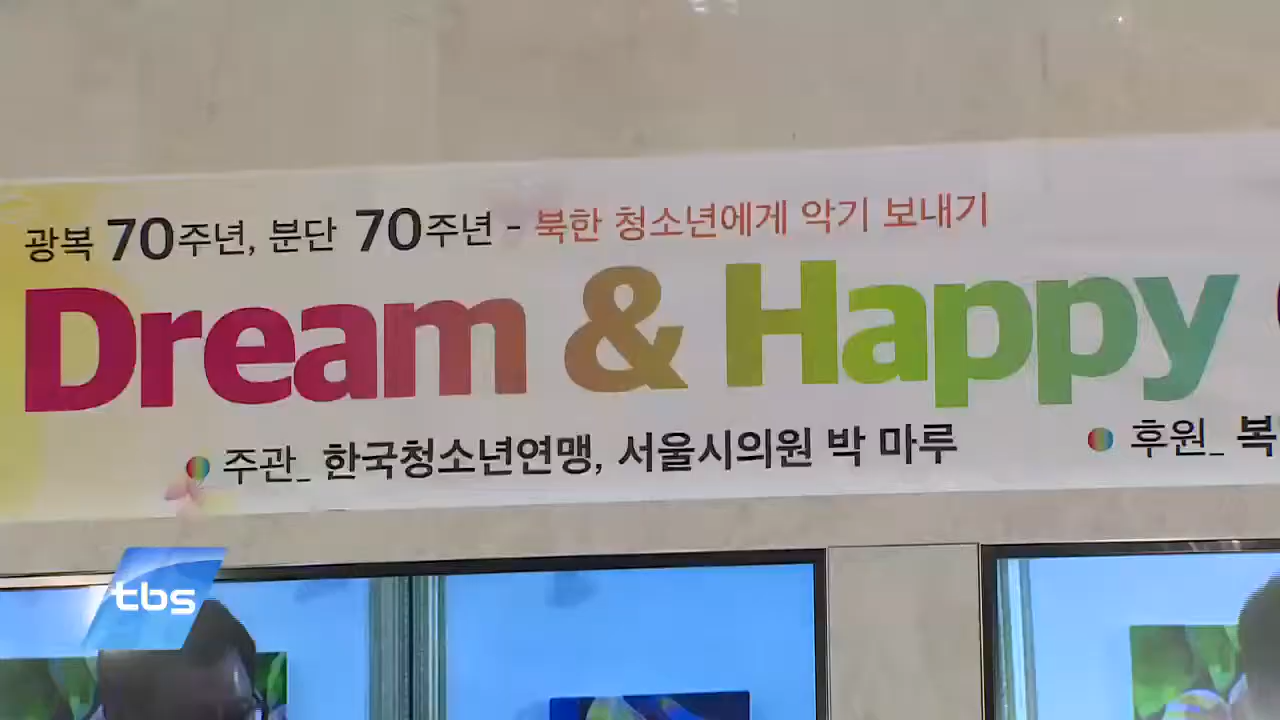 광복 70주년, 분단 70주년 - 북한 청소년에게 악기 보내기
Dream & Happy
주관_ 한국청소년연맹, 서울시의원 박 마루
후원_ 복
tbs